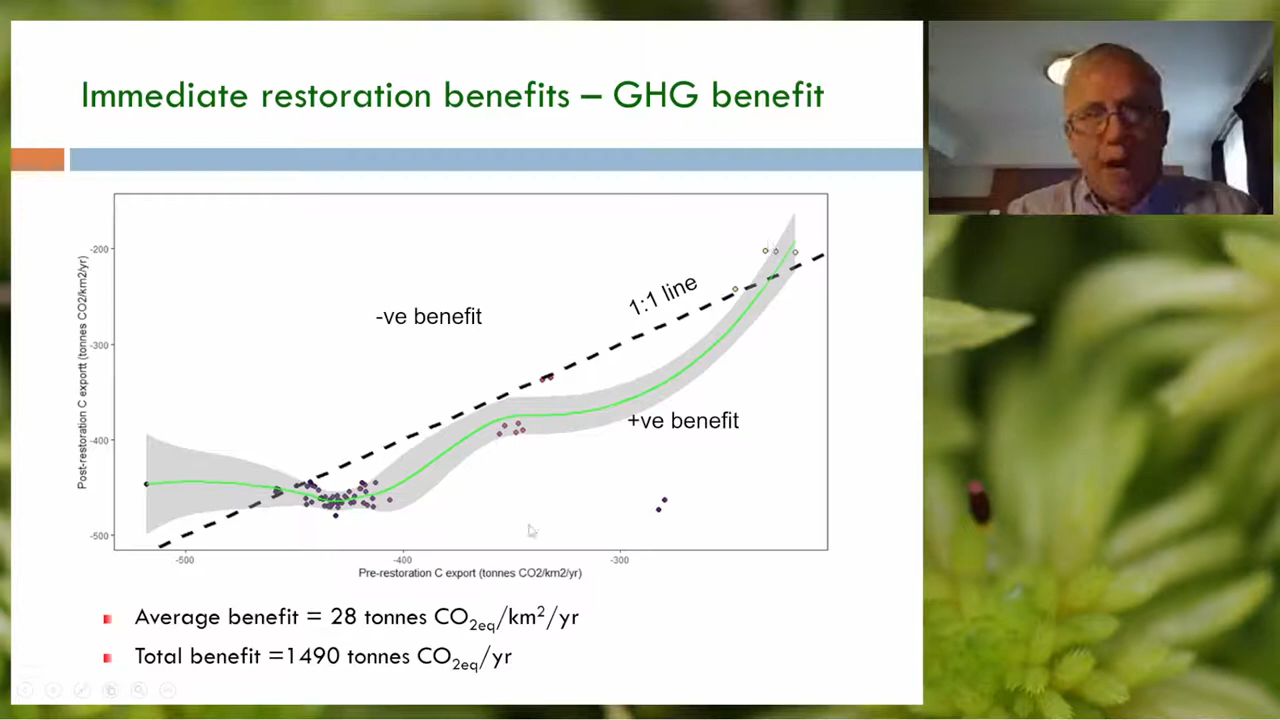 Immediate restoration benefits – GHG benefit
Post-restoration C exportt (tonnes CO2/km2/yr)
-200
-300
-400
-500
-ve benefit
1:1 line
+ve benefit
-500
-400
-300
Pre-restoration C export (tonnes CO2/km2/yr)
Average benefit = 28 tonnes CO2eq/km²/yr
Total benefit =1490 tonnes CO2eq/yr